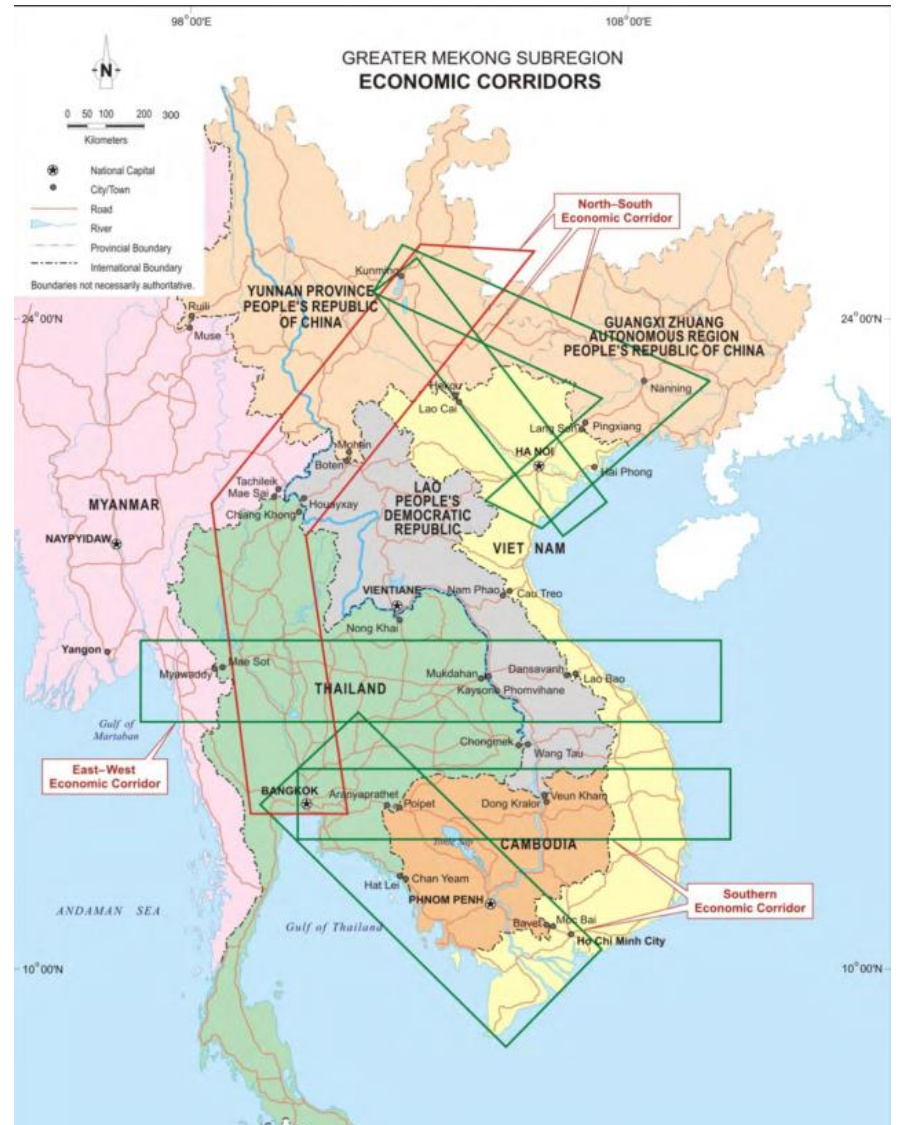 98°00'E
108°00'E
GREATER MEKONG SUBREGION
ECONOMIC CORRIDORS
N
0 50 100 200 300
Kilometers
National Capital
City/Town
Road
River
Provincial Boundary
International Boundary
Boundaries not necessarily authoritative.
North–South
Economic Corridor
Kunming
YUNNAN PROVINCE
PEOPLE'S REPUBLIC
OF CHINA
Ruili
Muse
24°00'N
24°00'N
GUANGXI ZHUANG
AUTONOMOUS REGION
PEOPLE'S REPUBLIC OF CHINA
Nanning
Hekou
Lao Cai
Lang Son
Pingxiang
HA NOI
Hai Phong
Mohan
Boten
Tachileik
Mae Sai
Houayxay
Chiang Khong
LAO
PEOPLE'S
DEMOCRATIC
REPUBLIC
MYANMAR
NAYPYIDAW
VIET NAM
VIENTIANE
Nam Phao
Cau Treo
Nong Khai
Yangon
Myawaddy
Mae Sot
Mukdahan
Dansavanh
Lao Bao
Kaysone Phomvihane
THAILAND
Gulf of
Martaban
Chongmek
Wang Tau
East–West
Economic Corridor
BANGKOK
Aranyaprathet
Poipet
Dong Kralor
Veun Kham
Tonle Sap
CAMBODIA
Hat Lei
Chan Yeam
PHNOM PENH
Southern
Economic Corridor
ANDAMAN SEA
Gulf of Thailand
Bavet
Moc Bai
Ho Chi Minh City
10°00'N
10°00'N